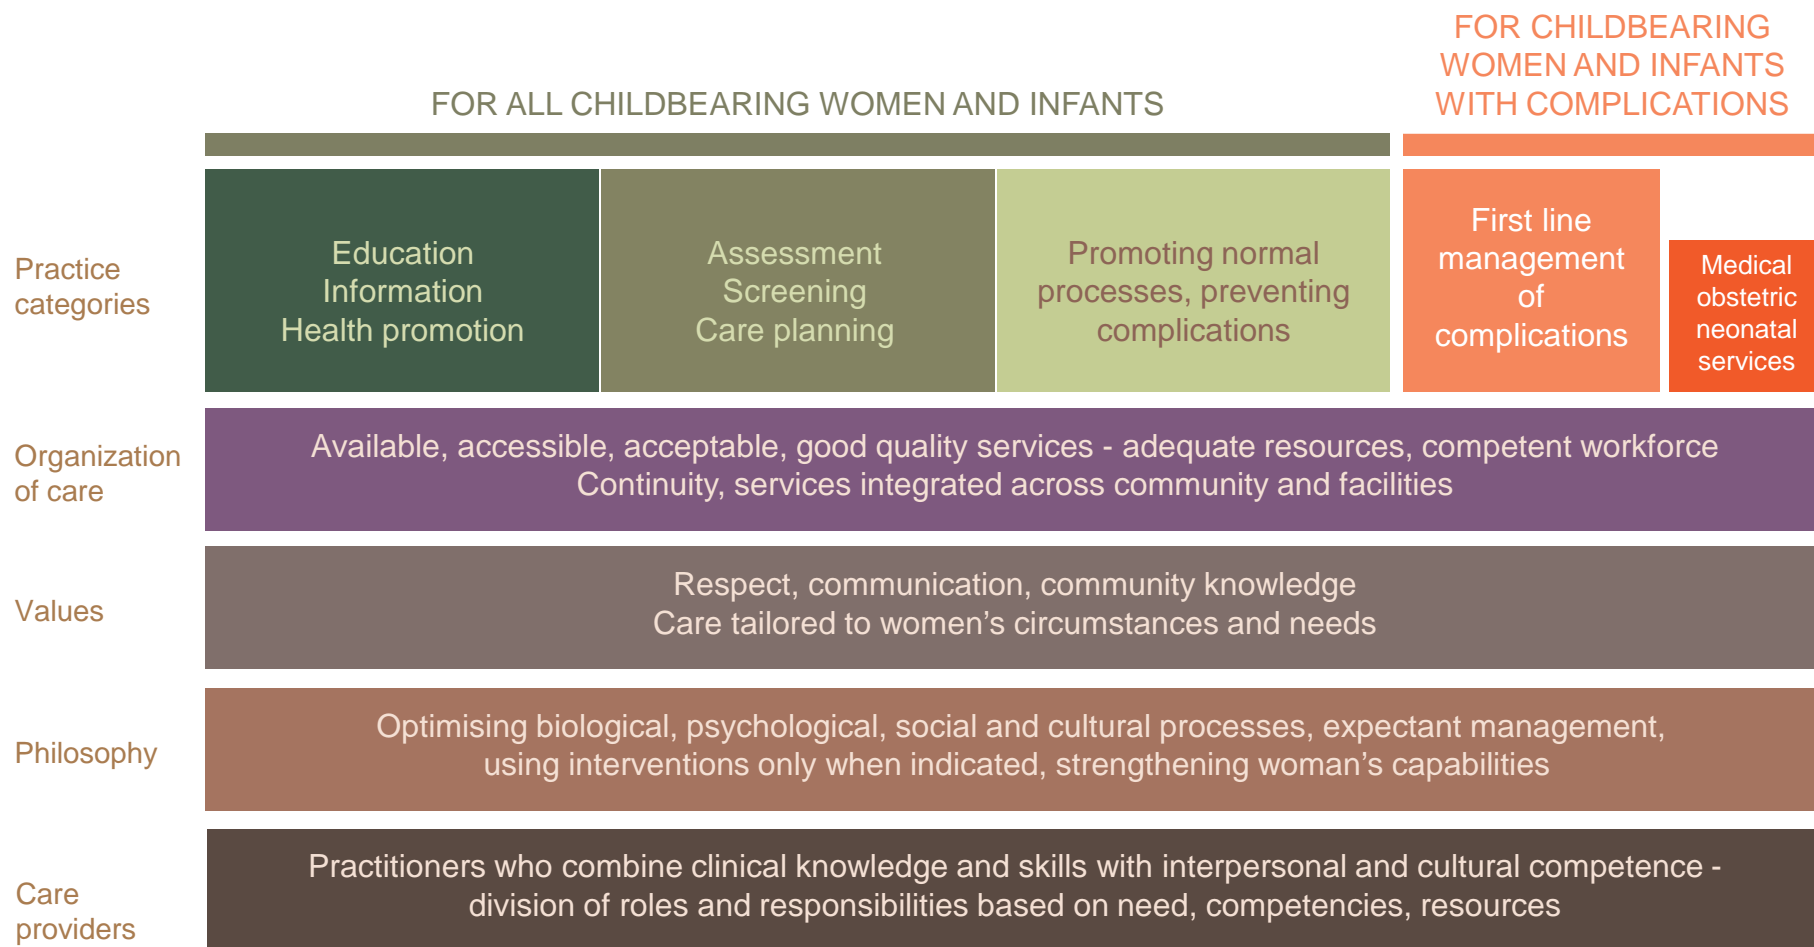 FOR ALL CHILDBEARING WOMEN AND INFANTS
FOR CHILDBEARING
WOMEN AND INFANTS
WITH COMPLICATIONS
Practice
categories
Education
Information
Health promotion
Assessment
Screening
Care planning
Promoting normal
processes, preventing
complications
First line
management
of
complications
Medical
obstetric
neonatal
services
Organization
of care
Available, accessible, acceptable, good quality services - adequate resources, competent workforce
Continuity, services integrated across community and facilities
Values
Respect, communication, community knowledge
Care tailored to women’s circumstances and needs
Philosophy
Optimising biological, psychological, social and cultural processes, expectant management,
using interventions only when indicated, strengthening woman’s capabilities
Care
providers
Practitioners who combine clinical knowledge and skills with interpersonal and cultural competence -
division of roles and responsibilities based on need, competencies, resources